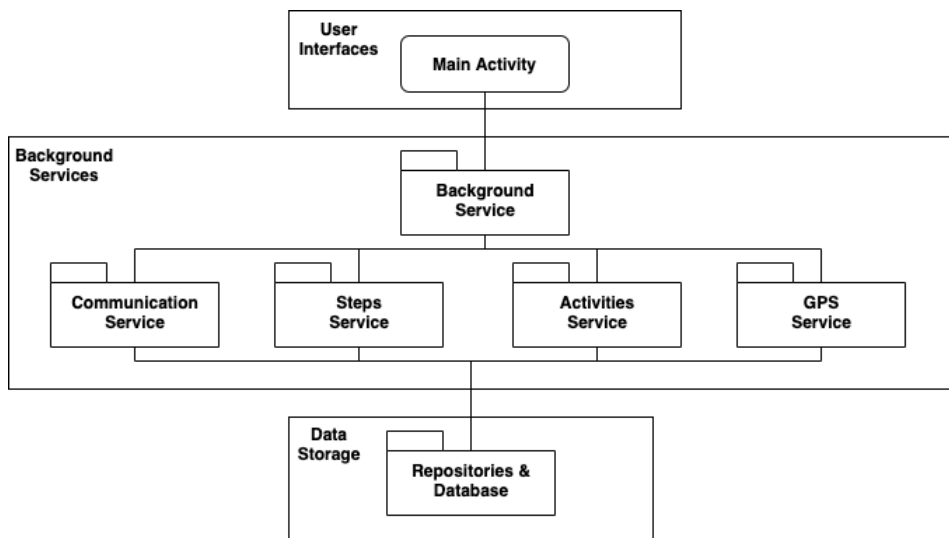 User
Interfaces
Main Activity
Background
Services
Background
Service
Communication
Service
Steps
Service
Activities
Service
GPS
Service
Data
Storage
Repositories &
Database